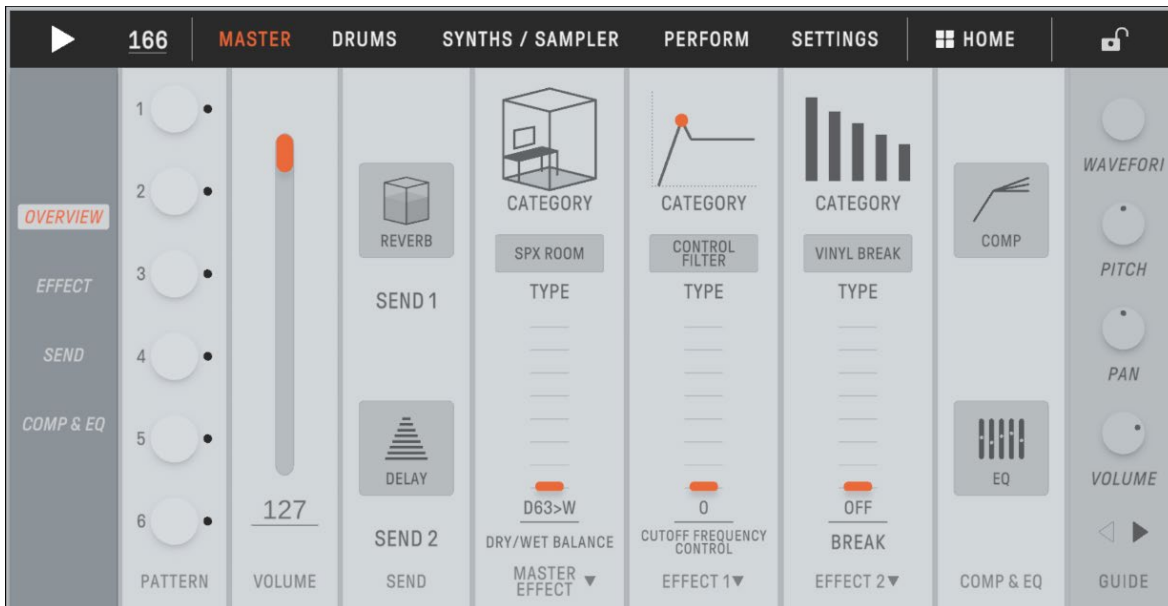 166 MASTER DRUMS SYNTHS / SAMPLER PERFORM SETTINGS HOME
OVERVIEW
EFFECT
SEND
COMP & EQ
1
2
3
4
5
6
PATTERN
127
VOLUME
REVERB
SEND 1
DELAY
SEND 2
SEND
CATEGORY
SPX ROOM
TYPE
D63>W
DRY/WET BALANCE
MASTER
EFFECT
CATEGORY
CONTROL
FILTER
TYPE
0
CUTOFF FREQUENCY
CONTROL
EFFECT 1
CATEGORY
VINYL BREAK
TYPE
OFF
BREAK
EFFECT 2
COMP
EQ
COMP & EQ
WAVEFORI
PITCH
PAN
VOLUME
GUIDE